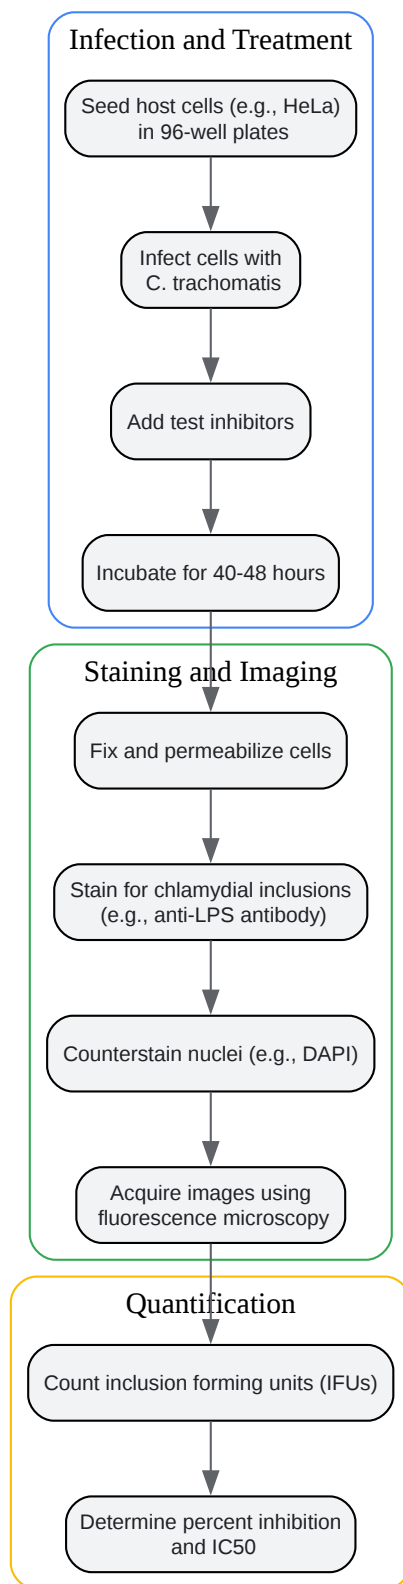 Infection and Treatment
Seed host cells (e.g., HeLa)
in 96-well plates
Infect cells with
C. trachomatis
Add test inhibitors
Incubate for 40-48 hours
Staining and Imaging
Fix and permeabilize cells
Stain for chlamydial inclusions
(e.g., anti-LPS antibody)
Counterstain nuclei (e.g., DAPI)
Acquire images using
fluorescence microscopy
Quantification
Count inclusion forming units (IFUs)
Determine percent inhibition
and IC50